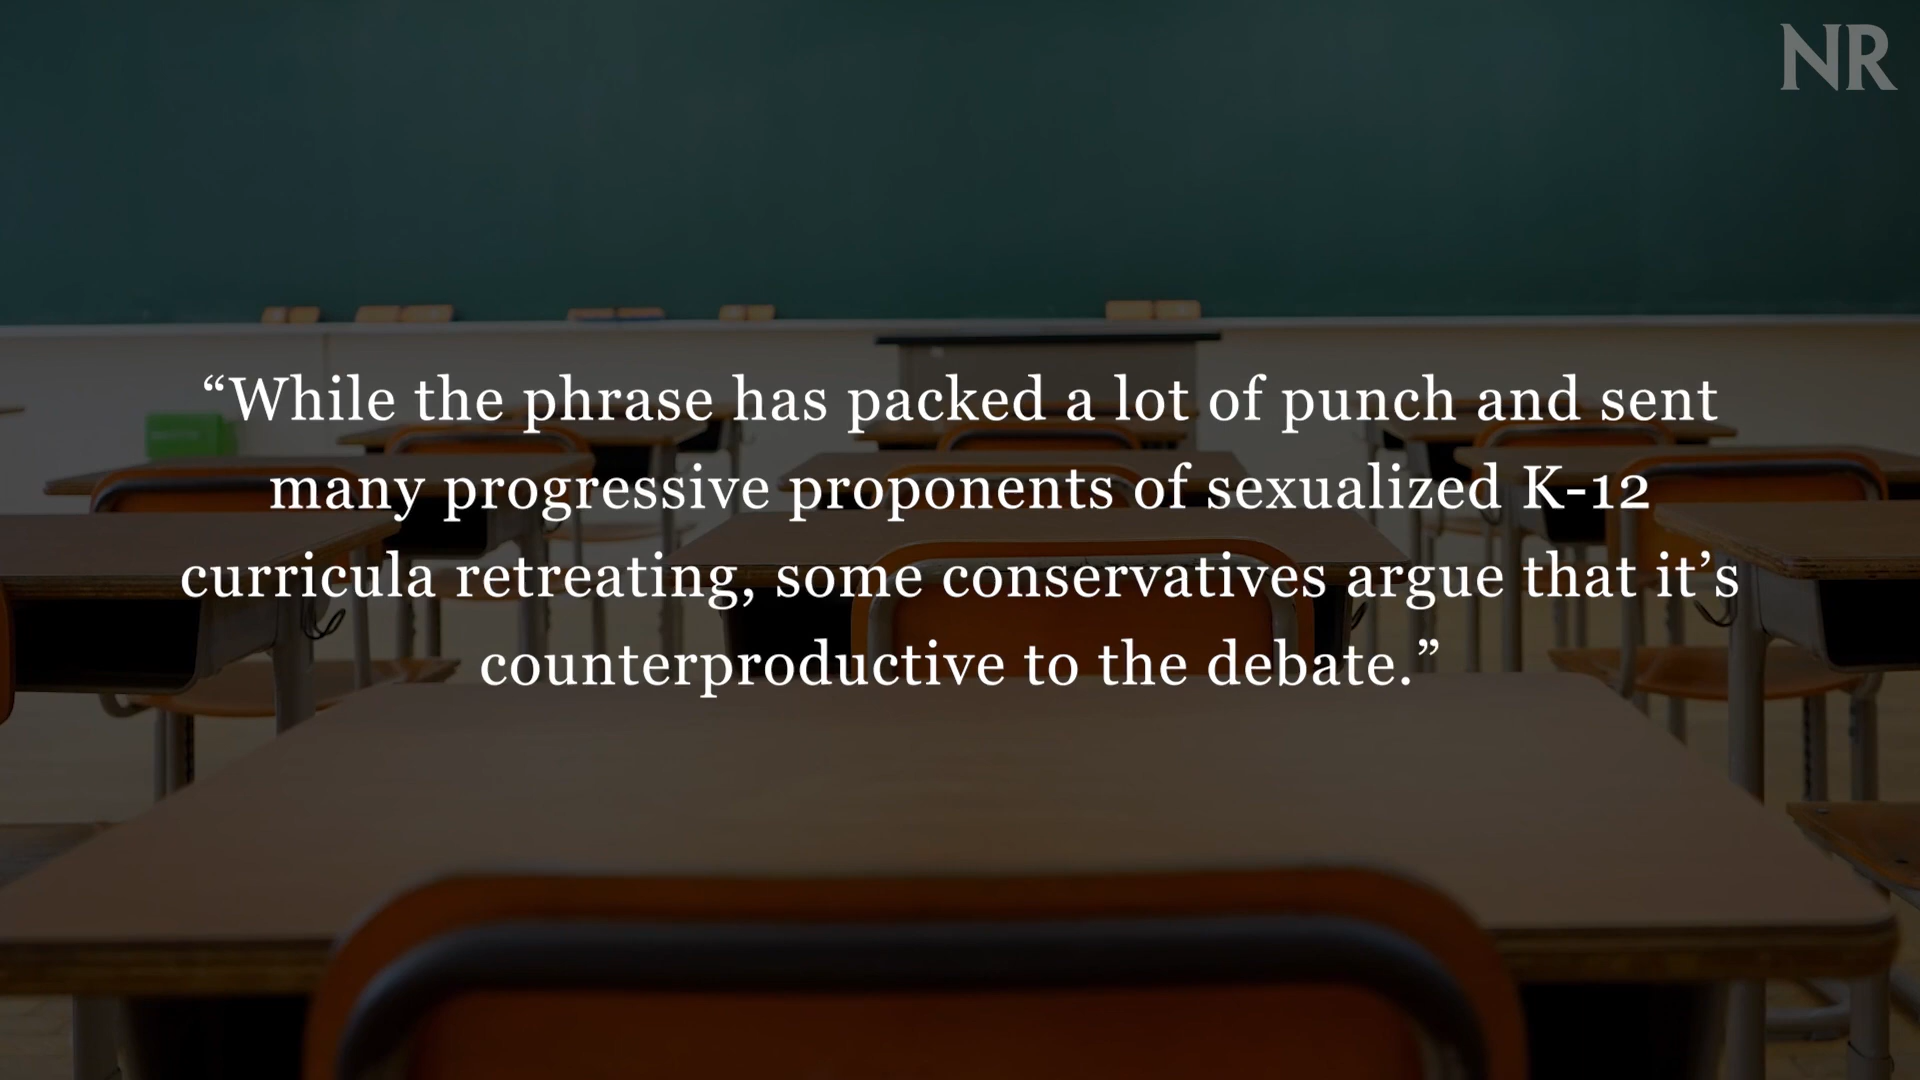 NR
“While the phrase has packed a lot of punch and sent
many progressive proponents of sexualized K-12
curricula retreating, some conservatives argue that it’s
counterproductive to the debate.”